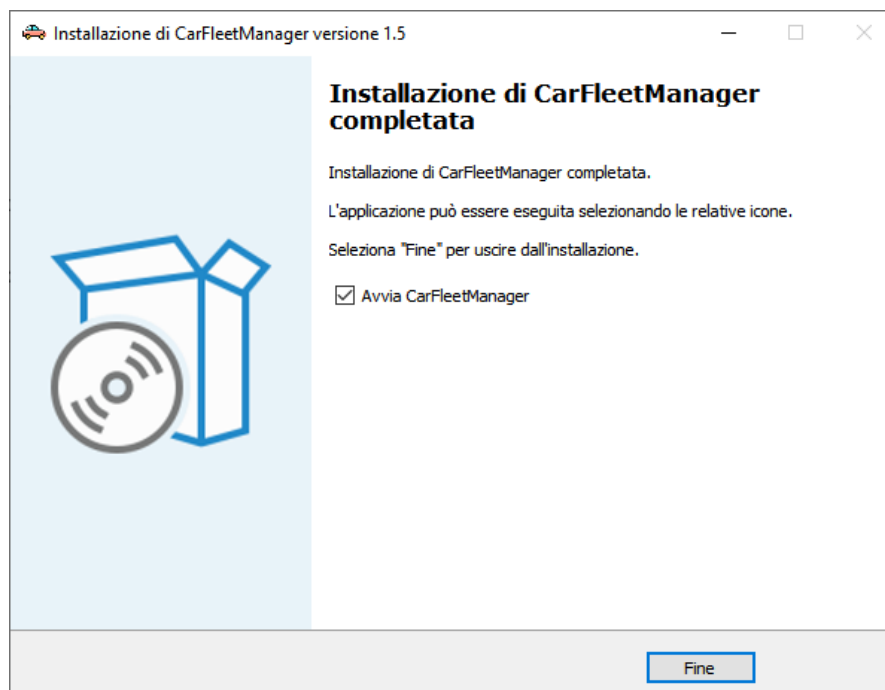 Installazione di CarFleetManager versione 1.5
Installazione di CarFleetManager
completata
Installazione di CarFleetManager completata.
L'applicazione può essere eseguita selezionando le relative icone.
Seleziona "Fine" per uscire dall'installazione.
Avvia CarFleetManager
Fine